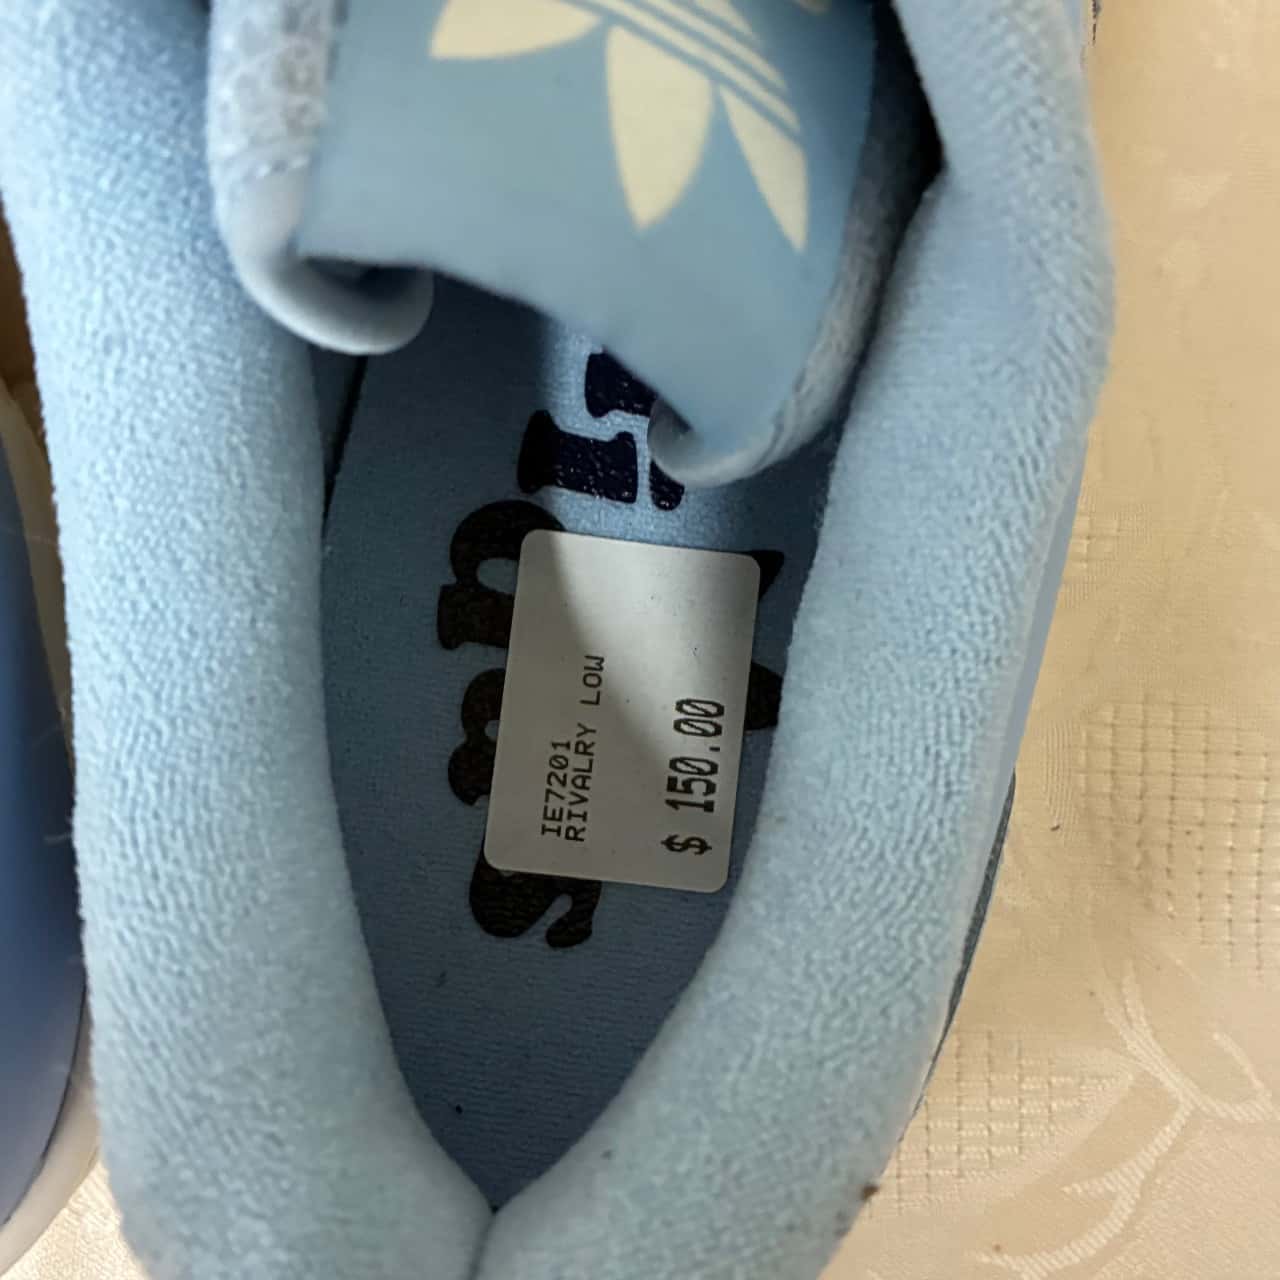 IE7201
RIVALRY LOW
$ 150.00